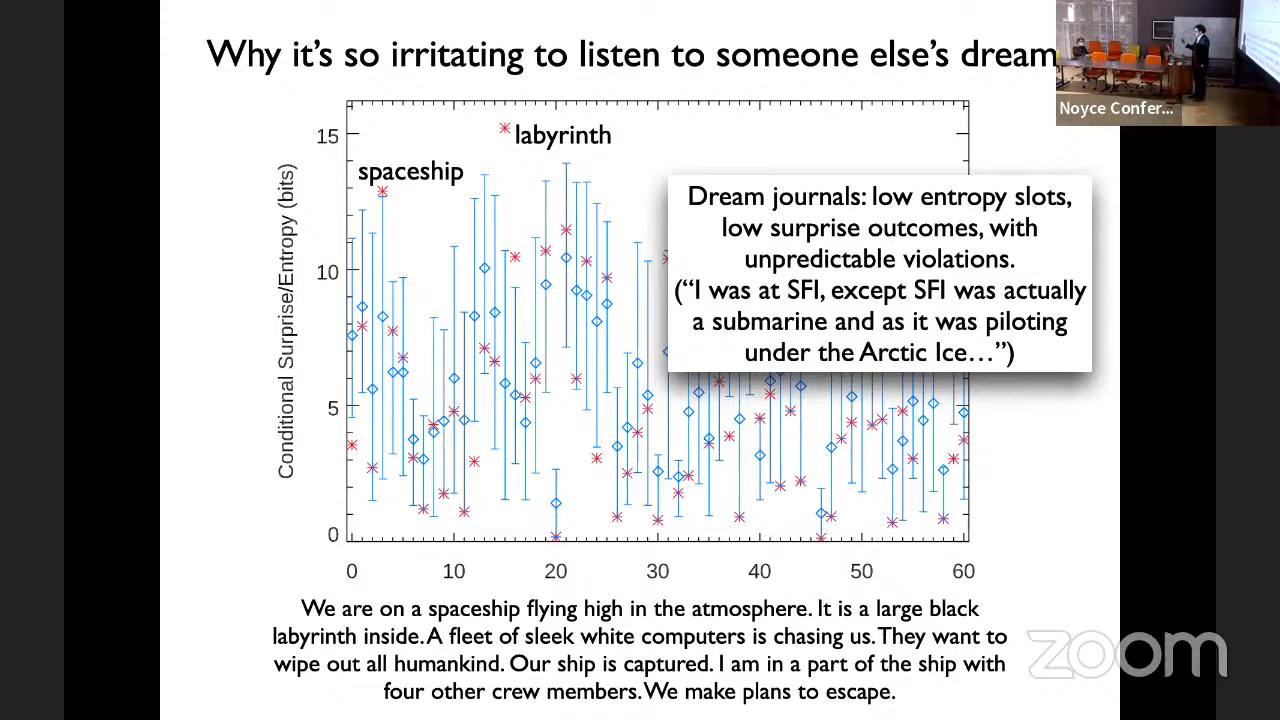 Why it's so irritating to listen to someone else's dream
Noyce Confer...
15
labyrinth
spaceship
Dream journals: low entropy slots,
low surprise outcomes, with
unpredictable violations.
("I was at SFI, except SFI was actually
a submarine and as it was piloting
under the Arctic Ice…")
10
5
0
Conditional Surprise/Entropy (bits)
0 10 20 30 40 50 60
We are on a spaceship flying high in the atmosphere. It is a large black
labyrinth inside. A fleet of sleek white computers is chasing us. They want to
wipe out all humankind. Our ship is captured. I am in a part of the ship with
four other crew members. We make plans to escape.
zoom